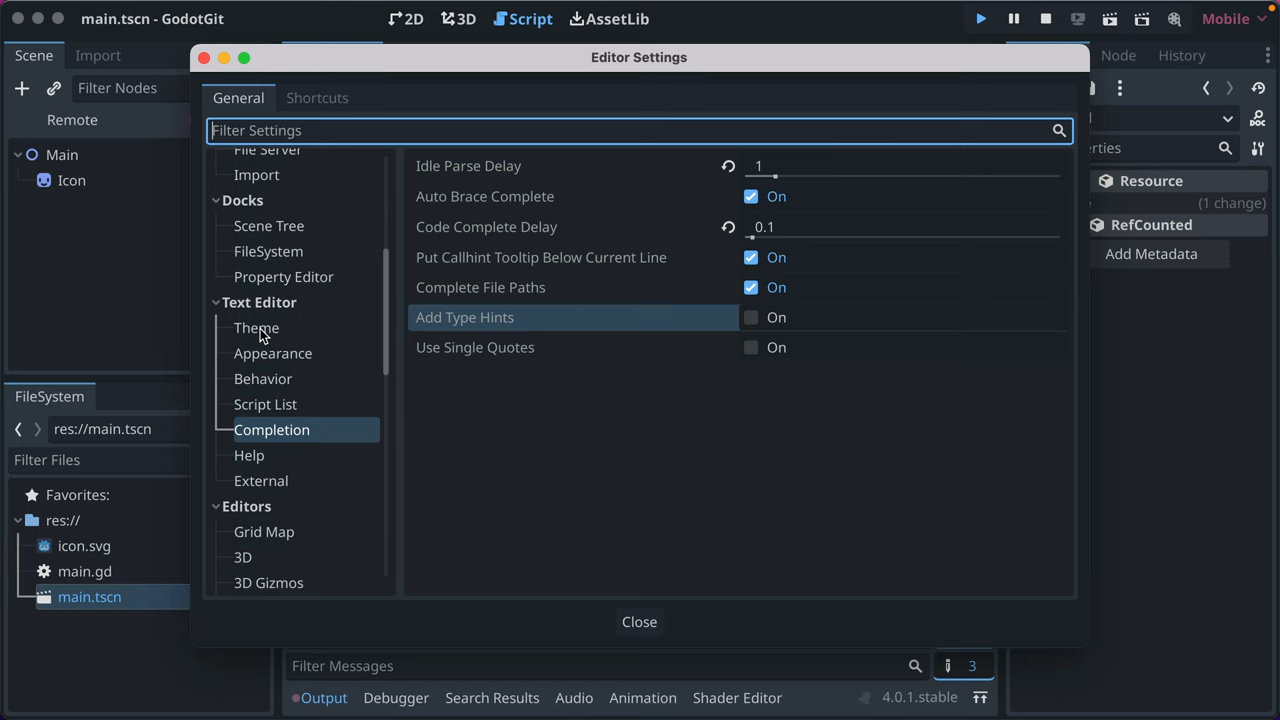 main.tscn - GodotGit
2D
3D
Script
AssetLib
Mobile
Scene
Import
Node
History
Editor Settings
Filter Nodes
General
Shortcuts
Remote
Filter Settings
Main
Icon
File Server
Import
Docks
Scene Tree
FileSystem
Property Editor
Text Editor
Theme
Appearance
Behavior
Script List
Completion
Help
External
Editors
Grid Map
3D
3D Gizmos
Idle Parse Delay 1
Auto Brace Complete On
Code Complete Delay 0.1
Put Callhint Tooltip Below Current Line On
Complete File Paths On
Add Type Hints On
Use Single Quotes On
Close
Resource
(1 change)
RefCounted
Add Metadata
FileSystem
res://main.tscn
Filter Files
Favorites:
res://
icon.svg
main.gd
main.tscn
Filter Messages
3
Output
Debugger
Search Results
Audio
Animation
Shader Editor
4.0.1.stable